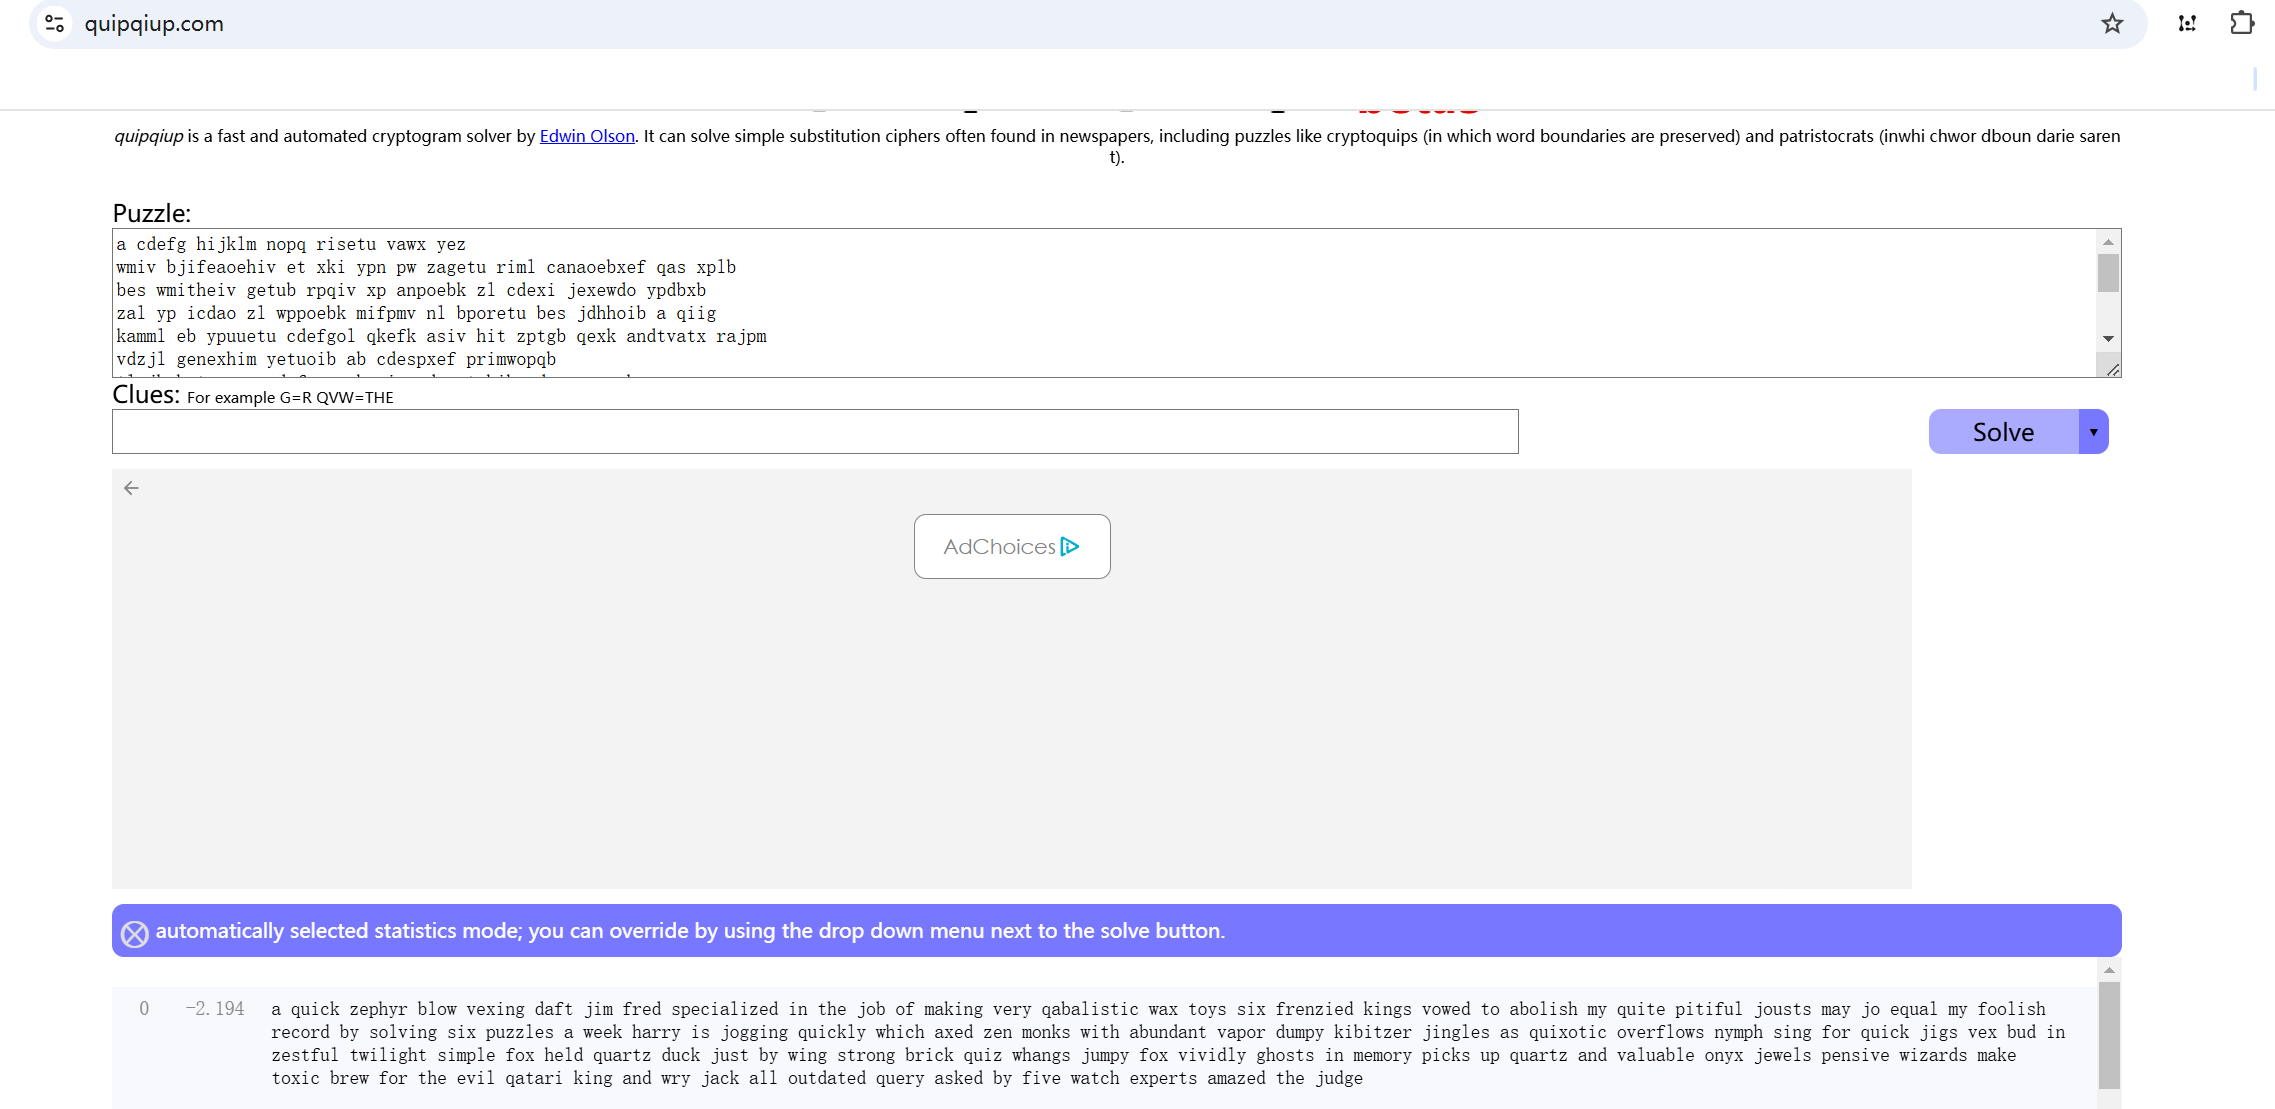 quipqiup.com
quipqiup is a fast and automated cryptogram solver by Edwin Olson. It can solve simple substitution ciphers often found in newspapers, including puzzles like cryptoquips (in which word boundaries are preserved) and patristocrats (inwhi chwor dboun darie saren
t).
Puzzle:
a cdefg hijklm nopq risetu vawx yez
wmiv bjifeaoehiv et xki ypn pw zagetu riml canaoebxef qas xplb
bes wmitheiv getub rpqiv xp anpoebk zl cdexi jexewdo ypdbxb
zal yp icdao zl wppoebk mifpmv nl bporetu bes jdhhoib a qiig
kamml eb ypuuetu cdefgol qkefk asiv hit zptgb qexk andtvatx rajpm
vdzjl genexhim yetuoib ab cdespxef primwopqb
Clues: For example G=R QVW=THE
Solve
AdChoices
automatically selected statistics mode; you can override by using the drop down menu next to the solve button.
0 -2.194 a quick zephyr blow vexing daft jim fred specialized in the job of making very qabalistic wax toys six frenzied kings vowed to abolish my quite pitiful jousts may jo equal my foolish
record by solving six puzzles a week harry is jogging quickly which axed zen monks with abundant vapor dumpy kibitzer jingles as quixotic overflows nymph sing for quick jigs vex bud in
zestful twilight simple fox held quartz duck just by wing strong brick quiz whangs jumpy fox vividly ghosts in memory picks up quartz and valuable onyx jewels pensive wizards make
toxic brew for the evil qatari king and wry jack all outdated query asked by five watch experts amazed the judge